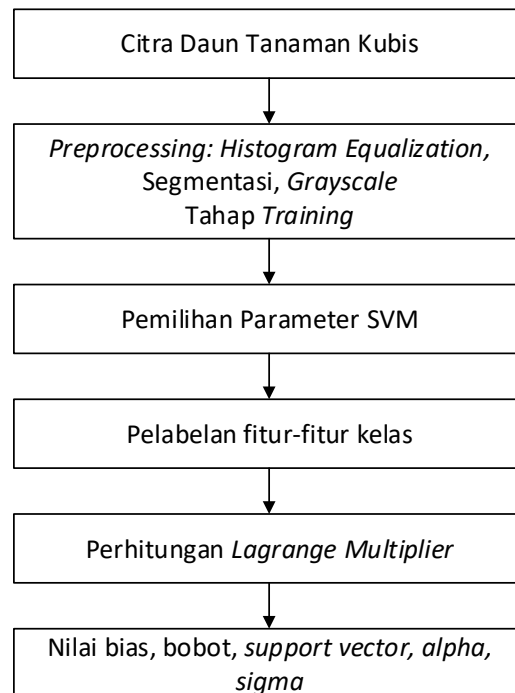 Citra Daun Tanaman Kubis
Preprocessing: Histogram Equalization,
Segmentasi, Grayscale
Tahap Training
Pemilihan Parameter SVM
Pelabelan fitur-fitur kelas
Perhitungan Lagrange Multiplier
Nilai bias, bobot, support vector, alpha,
sigma